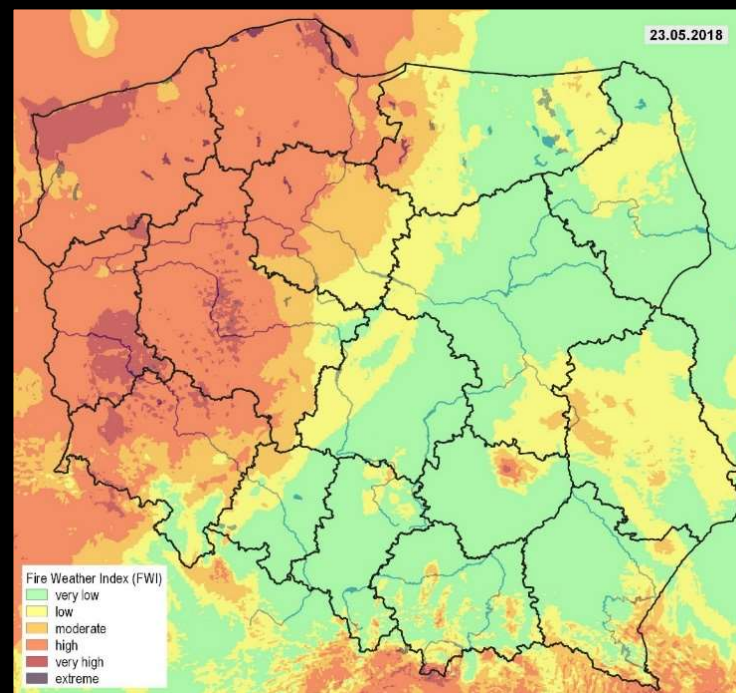 23.05.2018
Fire Weather Index (FWI)
very low
low
moderate
high
very high
extreme